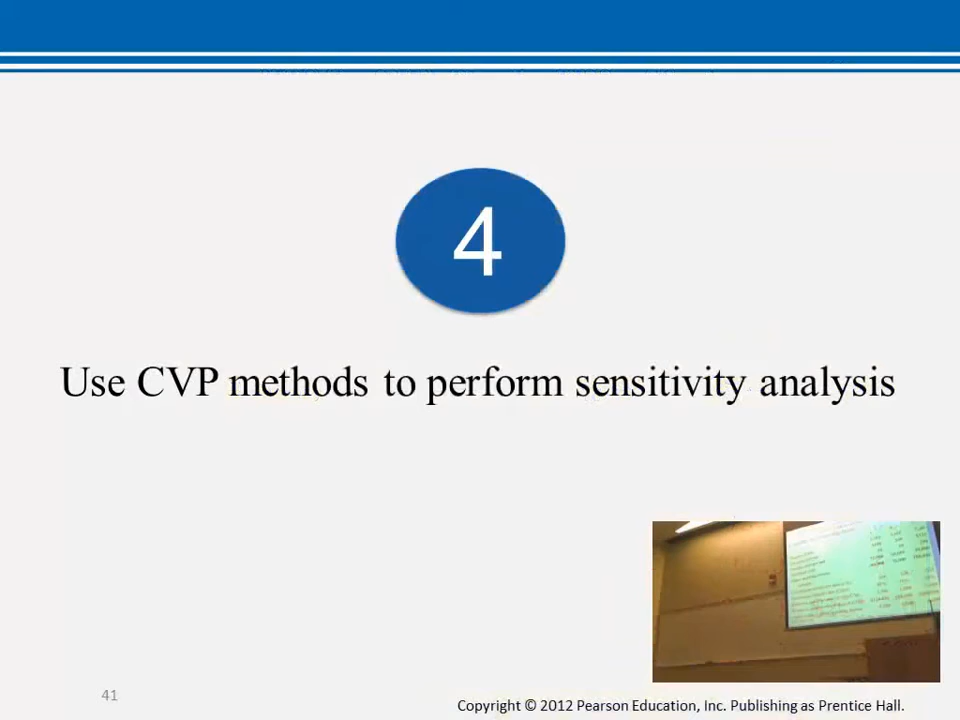 4
Use CVP methods to perform sensitivity analysis
41
Copyright © 2012 Pearson Education, Inc. Publishing as Prentice Hall.